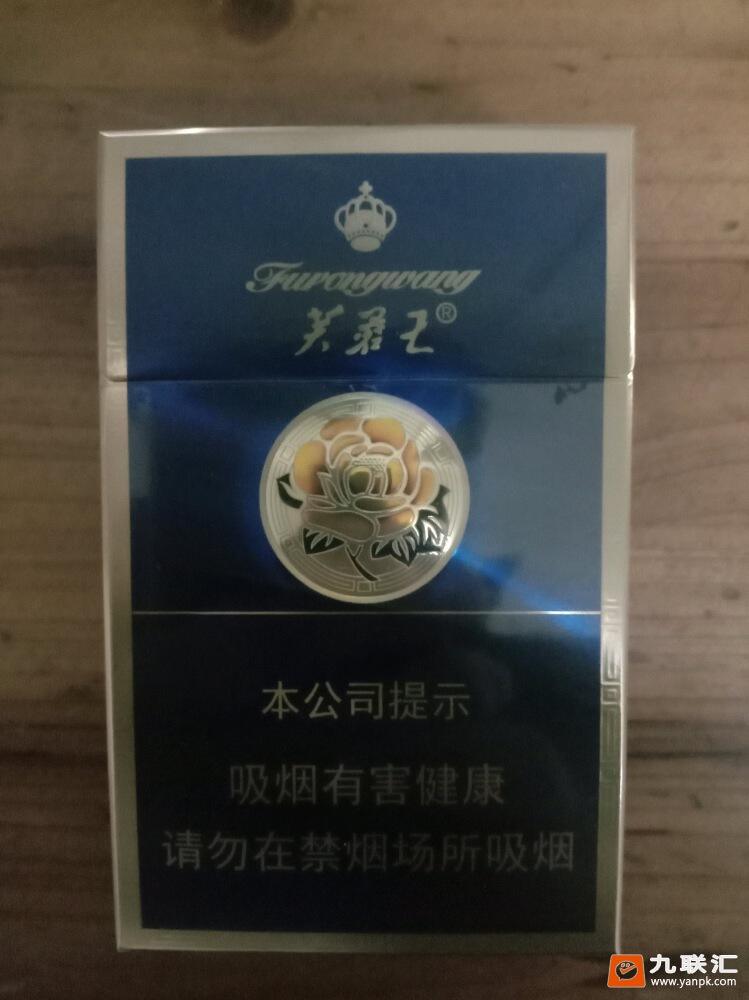 Furongwang
芙蓉王®
本公司提示
吸烟有害健康
请勿在禁烟场所吸烟
九联汇
www.yanpk.com